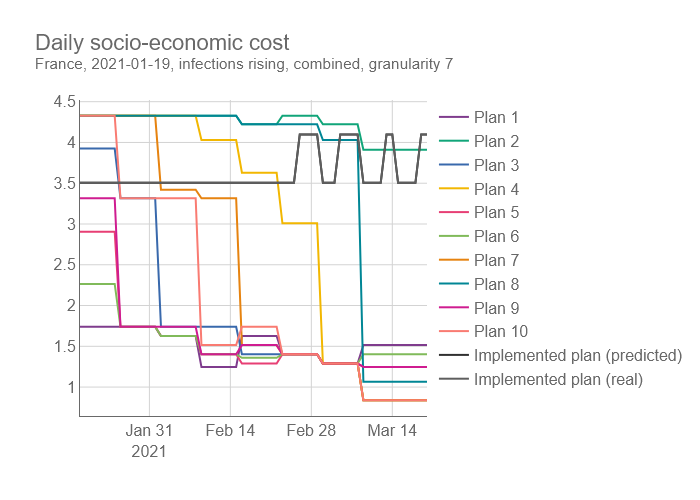 Daily socio-economic cost
France, 2021-01-19, infections rising, combined, granularity 7
4.5
4
3.5
3
2.5
2
1.5
1
Jan 31
2021
Feb 14
Feb 28
Mar 14
Plan 1
Plan 2
Plan 3
Plan 4
Plan 5
Plan 6
Plan 7
Plan 8
Plan 9
Plan 10
Implemented plan (predicted)
Implemented plan (real)